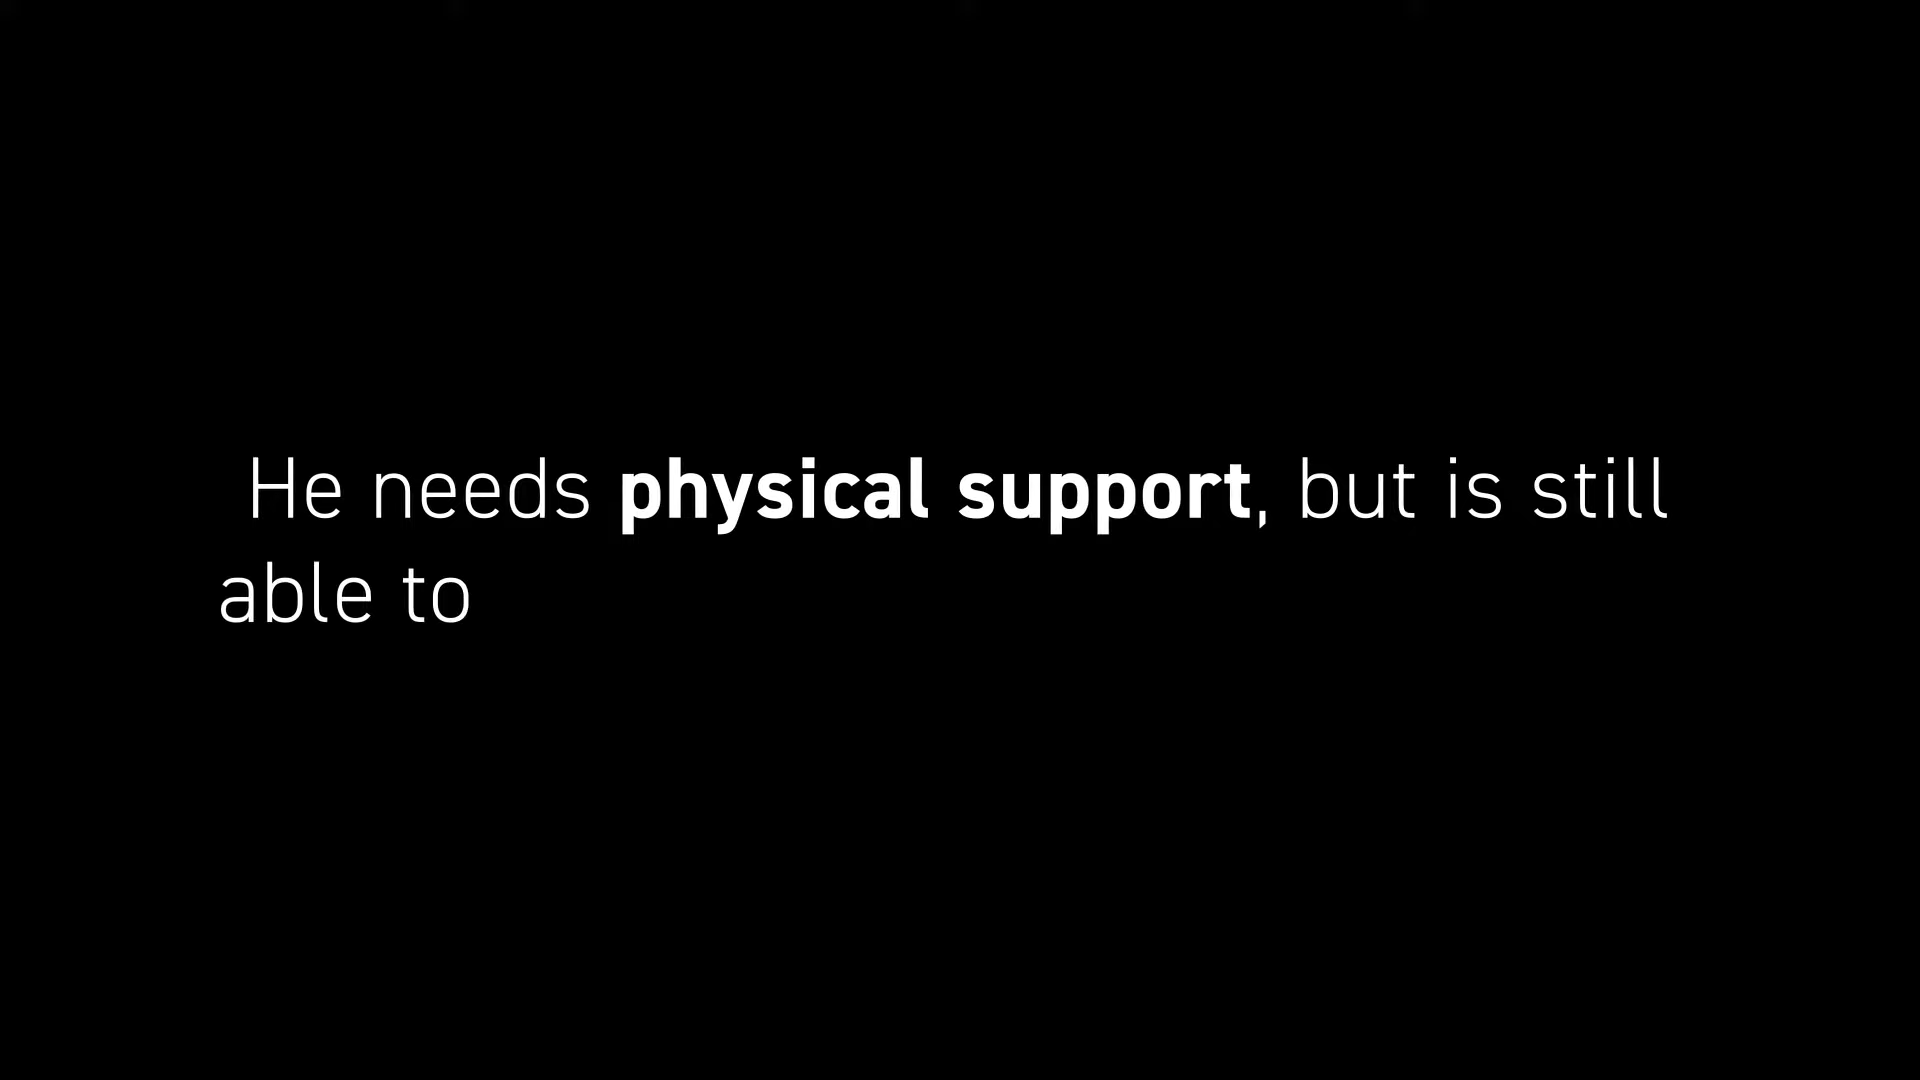 He needs physical support, but is still
able to